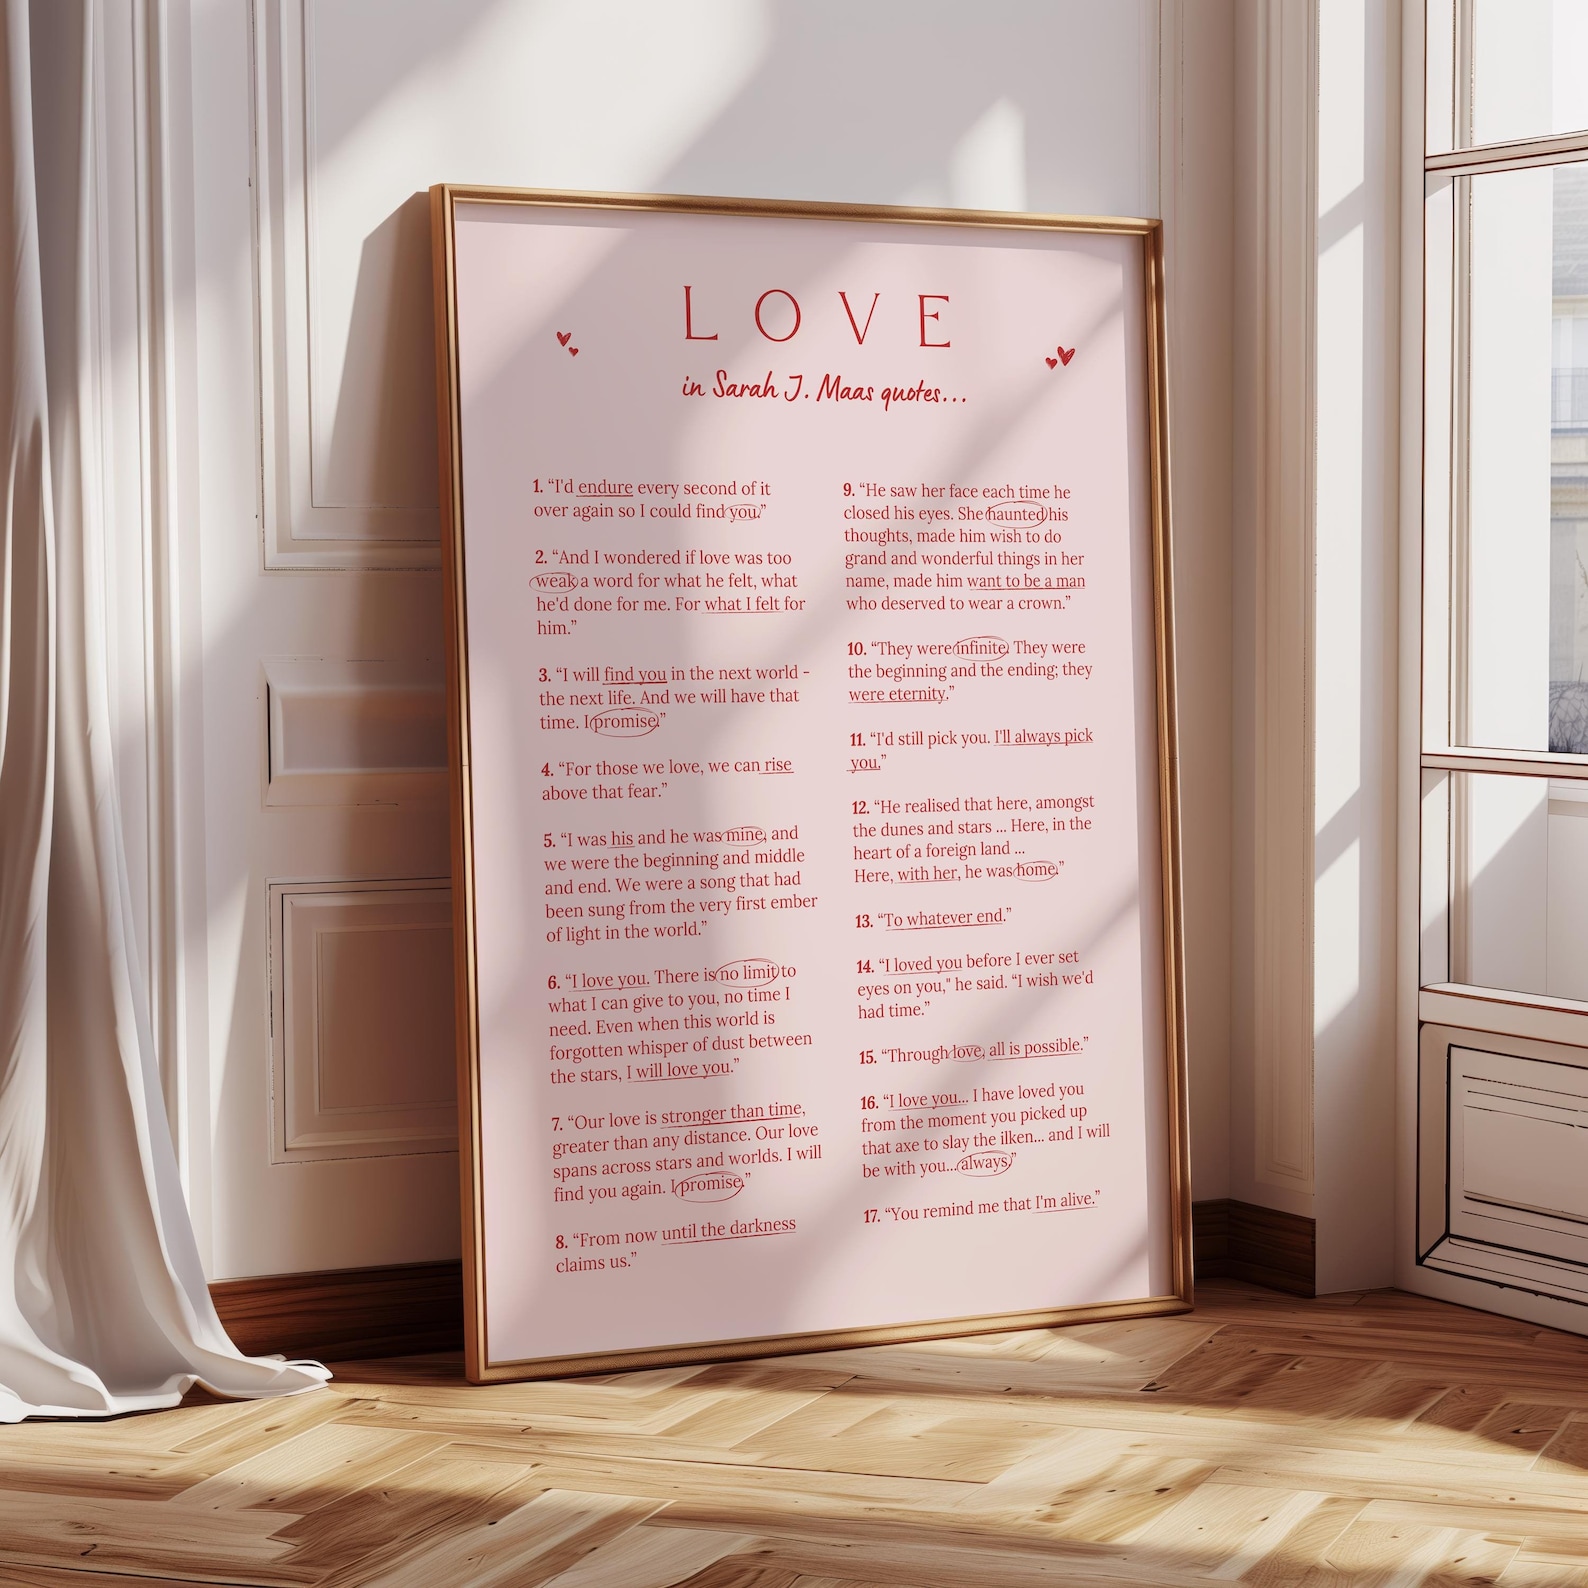 LOVE
in Sarah J. Maas quotes...
1. “I'd endure every second of it
over again so I could find you.”
2. “And I wondered if love was too
weak a word for what he felt, what
he'd done for me. For what I felt for
him.”
3. “I will find you in the next world -
the next life. And we will have that
time. I promise.”
4. “For those we love, we can rise
above that fear.”
5. “I was his and he was mine, and
we were the beginning and middle
and end. We were a song that had
been sung from the very first ember
of light in the world.”
6. “I love you. There is no limit to
what I can give to you, no time I
need. Even when this world is
forgotten whisper of dust between
the stars, I will love you.”
7. “Our love is stronger than time,
greater than any distance. Our love
spans across stars and worlds. I will
find you again. I promise.”
8. “From now until the darkness
claims us.”
9. “He saw her face each time he
closed his eyes. She haunted his
thoughts, made him wish to do
grand and wonderful things in her
name, made him want to be a man
who deserved to wear a crown.”
10. “They were infinite. They were
the beginning and the ending; they
were eternity.”
11. “I'd still pick you. I'll always pick
you.”
12. “He realised that here, amongst
the dunes and stars ... Here, in the
heart of a foreign land ...
Here, with her, he was home.”
13. “To whatever end.”
14. “I loved you before I ever set
eyes on you," he said. “I wish we'd
had time.”
15. “Through love, all is possible.”
16. “I love you... I have loved you
from the moment you picked up
that axe to slay the ilken... and I will
be with you... always.”
17. “You remind me that I'm alive.”